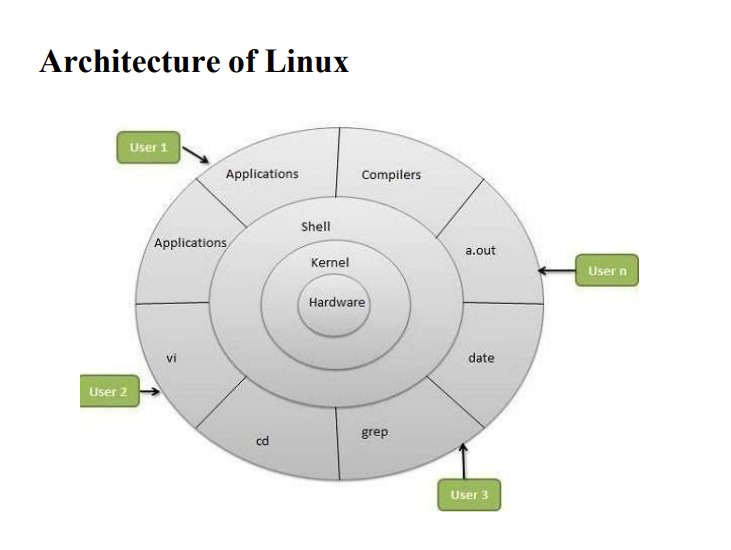 Architecture of Linux
User 1
Applications
Compilers
Shell
Applications
a.out
Kernel
User n
Hardware
vi
date
User 2
grep
cd
User 3